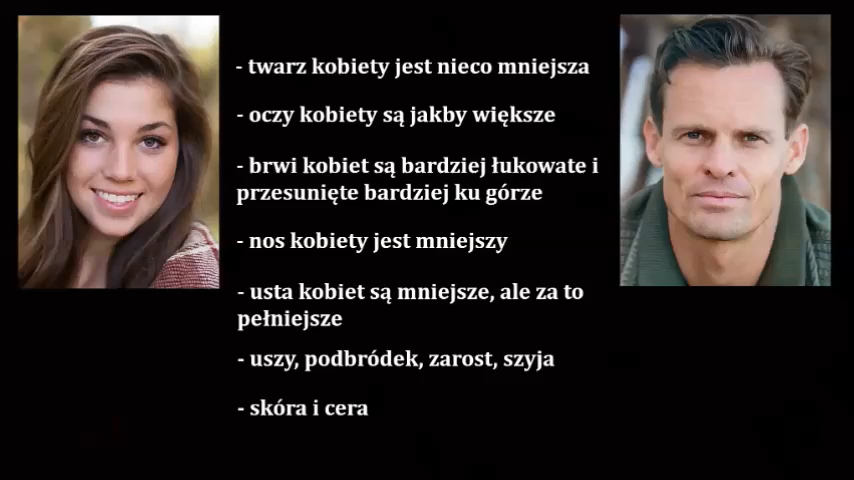 - twarz kobiety jest nieco mniejsza
- oczy kobiety są jakby większe
- brwi kobiet są bardziej łukowate i
przesunięte bardziej ku górze
- nos kobiety jest mniejszy
- usta kobiet są mniejsze, ale za to
pełniejsze
- uszy, podbródek, zarost, szyja
- skóra i cera